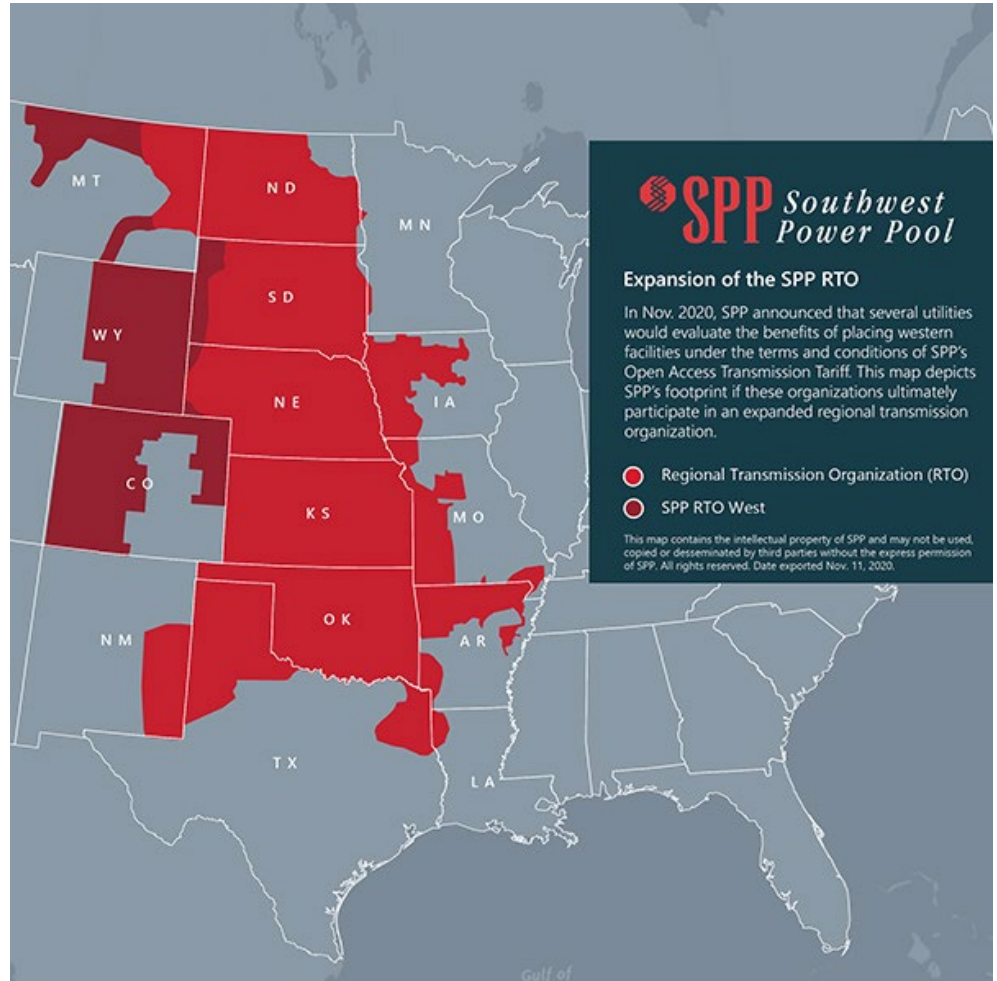 MT
ND
MN
SPP Southwest
Power Pool
Expansion of the SPP RTO
In Nov. 2020, SPP announced that several utilities
would evaluate the benefits of placing western
facilities under the terms and conditions of SPP's
Open Access Transmission Tariff. This map depicts
SPP's footprint if these organizations ultimately
participate in an expanded regional transmission
organization.
Regional Transmission Organization (RTO)
SPP RTO West
This map contains the intellectual property of SPP and may not be used,
copied or desseminated by third parties without the express permission
of SPP. All rights reserved. Date exported Nov. 11, 2020.
SD
WY
NE
IA
CO
KS
MO
NM
OK
AR
TX
LA
Gulf of